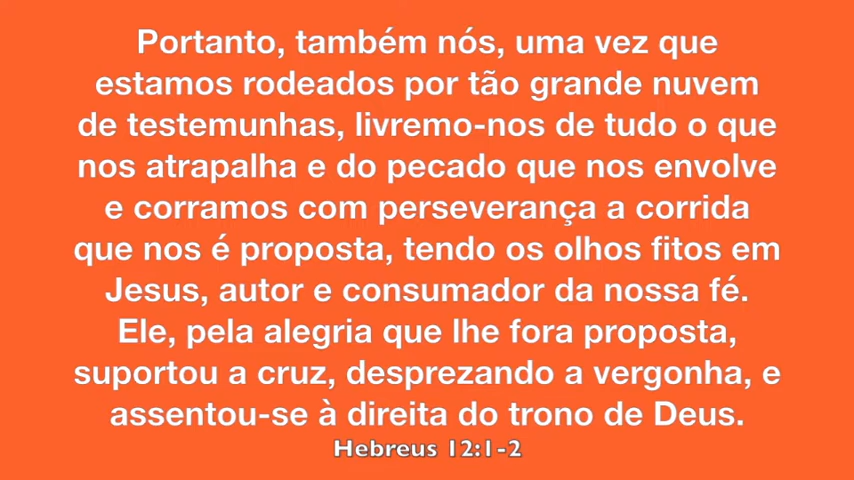 Portanto, também nós, uma vez que
estamos rodeados por tão grande nuvem
de testemunhas, livremo-nos de tudo o que
nos atrapalha e do pecado que nos envolve
e corramos com perseverança a corrida
que nos é proposta, tendo os olhos fitos em
Jesus, autor e consumador da nossa fé.
Ele, pela alegria que lhe fora proposta,
suportou a cruz, desprezando a vergonha, e
assentou-se à direita do trono de Deus.
Hebreus 12:1-2